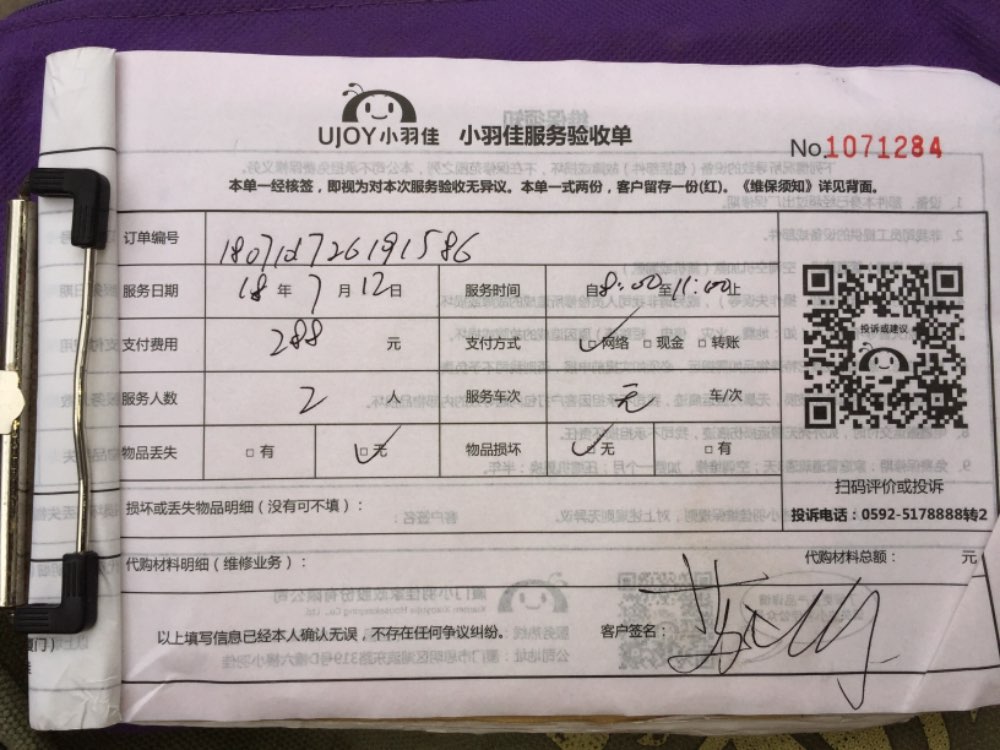 UJOY小羽佳 小羽佳服务验收单
No.1071284
本单一经核签，即视为对本次服务验收无异议。本单一式两份，客户留存一份(红)。《维保须知》详见背面。
订单编号
服务日期 18 年 7 月 12 日 服务时间 自8:00至11:00止
支付费用 288 元 支付方式 网络 现金 转账
服务人数 2 人 服务车次 无 车/次
物品丢失 有 无 物品损坏 无 有
投诉或建议
扫码评价或投诉
损坏或丢失物品明细（没有可不填）：
投诉电话：0592-5178888转2
代购材料明细（维修业务）： 代购材料总额： 元
以上填写信息已经本人确认无误，不存在任何争议纠纷。 客户签名：